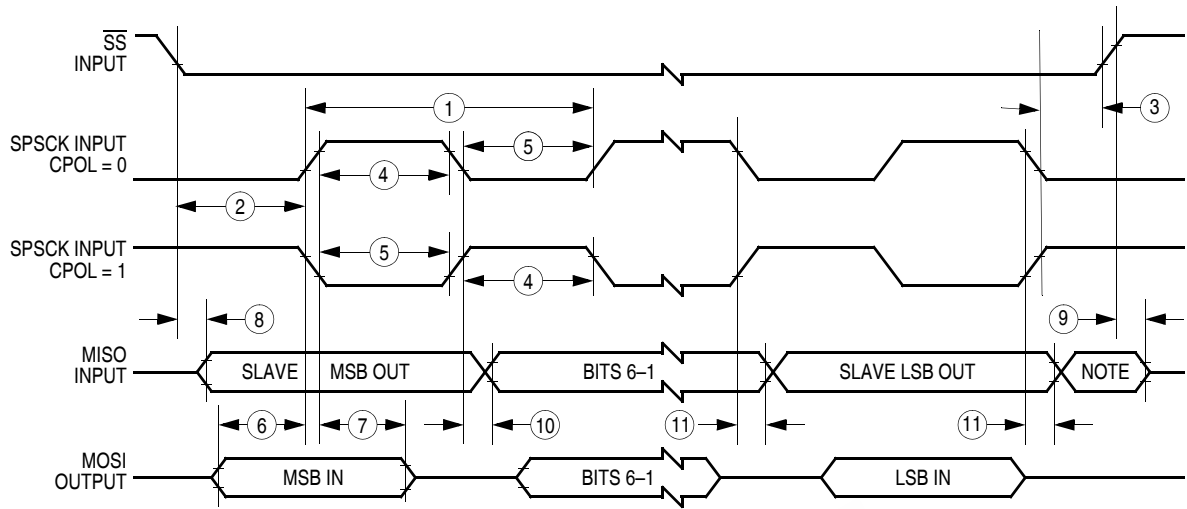 SS
INPUT
1
3
SPSCK INPUT
CPOL = 0
5
4
2
SPSCK INPUT
CPOL = 1
5
4
8
9
MISO
INPUT
SLAVE MSB OUT
BITS 6–1
SLAVE LSB OUT
NOTE
6
7
10
11
11
MOSI
OUTPUT
MSB IN
BITS 6–1
LSB IN